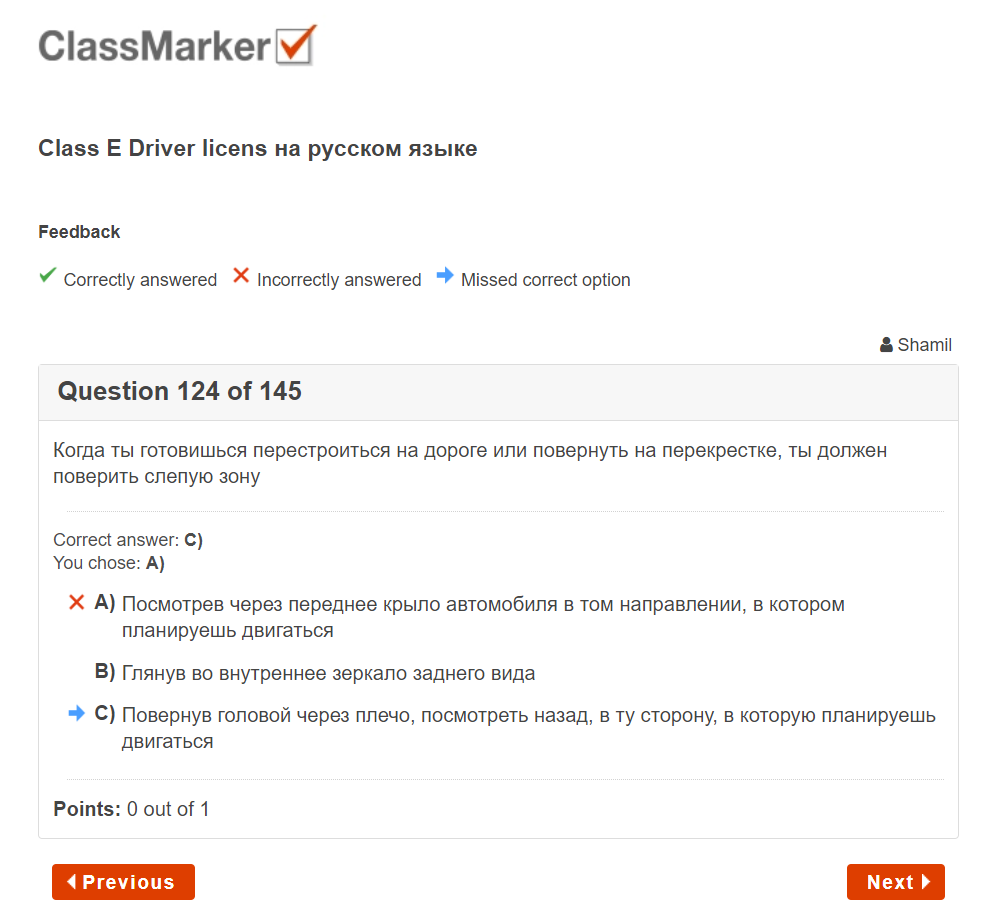 ClassMarker
Class E Driver licens на русском языке
Feedback
Correctly answered Incorrectly answered Missed correct option
Shamil
Question 124 of 145
Когда ты готовишься перестроиться на дороге или повернуть на перекрестке, ты должен
поверить слепую зону
Correct answer: C)
You chose: A)
A) Посмотрев через переднее крыло автомобиля в том направлении, в котором
планируешь двигаться
B) Глянув во внутреннее зеркало заднего вида
C) Повернув головой через плечо, посмотреть назад, в ту сторону, в которую планируешь
двигаться
Points: 0 out of 1
Previous Next